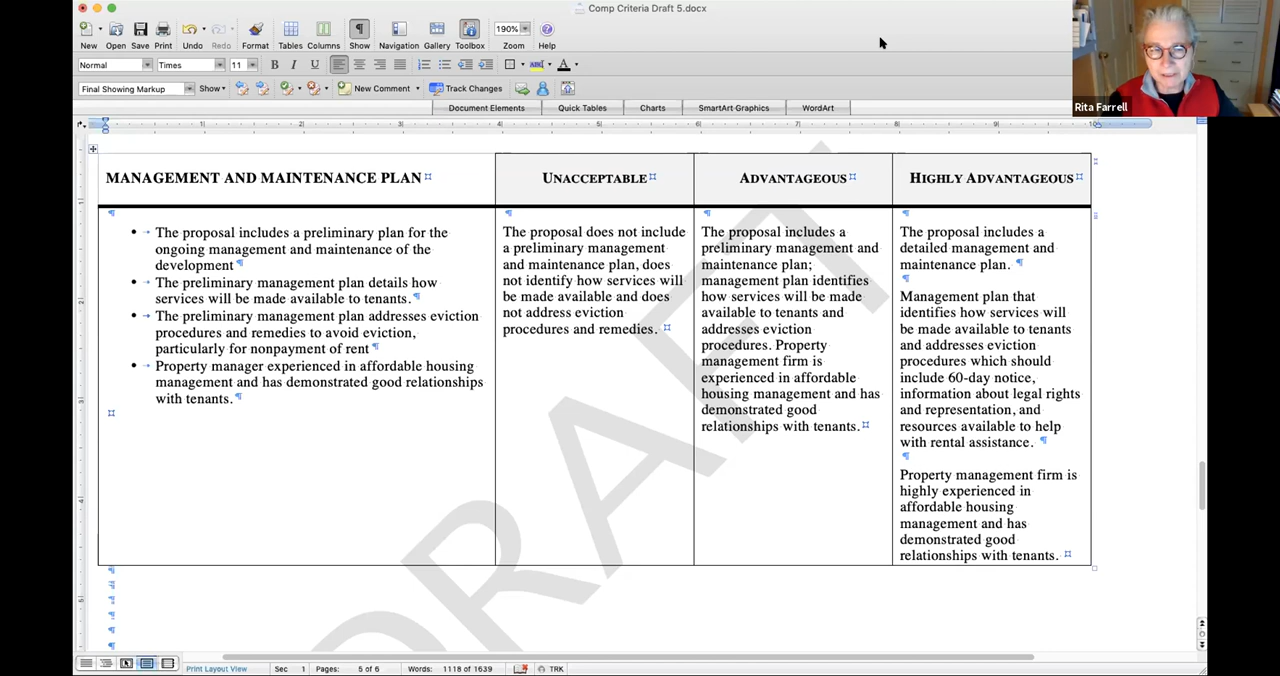 Comp Criteria Draft 5.docx
New Open Save Print Undo Redo Format Tables Columns Show Navigation Gallery Toolbox Zoom Help
190%
Normal Times 11 B I U
Final Showing Markup Show New Comment Track Changes
Document Elements Quick Tables Charts SmartArt Graphics WordArt
Rita Farrell
MANAGEMENT AND MAINTENANCE PLAN
• The proposal includes a preliminary plan for the
ongoing management and maintenance of the
development
• The preliminary management plan details how
services will be made available to tenants.
• The preliminary management plan addresses eviction
procedures and remedies to avoid eviction,
particularly for nonpayment of rent
• Property manager experienced in affordable housing
management and has demonstrated good relationships
with tenants.
UNACCEPTABLE
The proposal does not include
a preliminary management
and maintenance plan, does
not identify how services will
be made available and does
not address eviction
procedures and remedies.
ADVANTAGEOUS
The proposal includes a
preliminary management and
maintenance plan;
management plan identifies
how services will be made
available to tenants and
addresses eviction
procedures. Property
management firm is
experienced in affordable
housing management and has
demonstrated good
relationships with tenants.
HIGHLY ADVANTAGEOUS
The proposal includes a
detailed management and
maintenance plan.
Management plan that
identifies how services will
be made available to tenants
and addresses eviction
procedures which should
include 60-day notice,
information about legal rights
and representation, and
resources available to help
with rental assistance.
Property management firm is
highly experienced in
affordable housing
management and has
demonstrated good
relationships with tenants.
DRAFT
Print Layout View Sec 1 Pages: 5 of 6 Words: 1118 of 1639 TRK